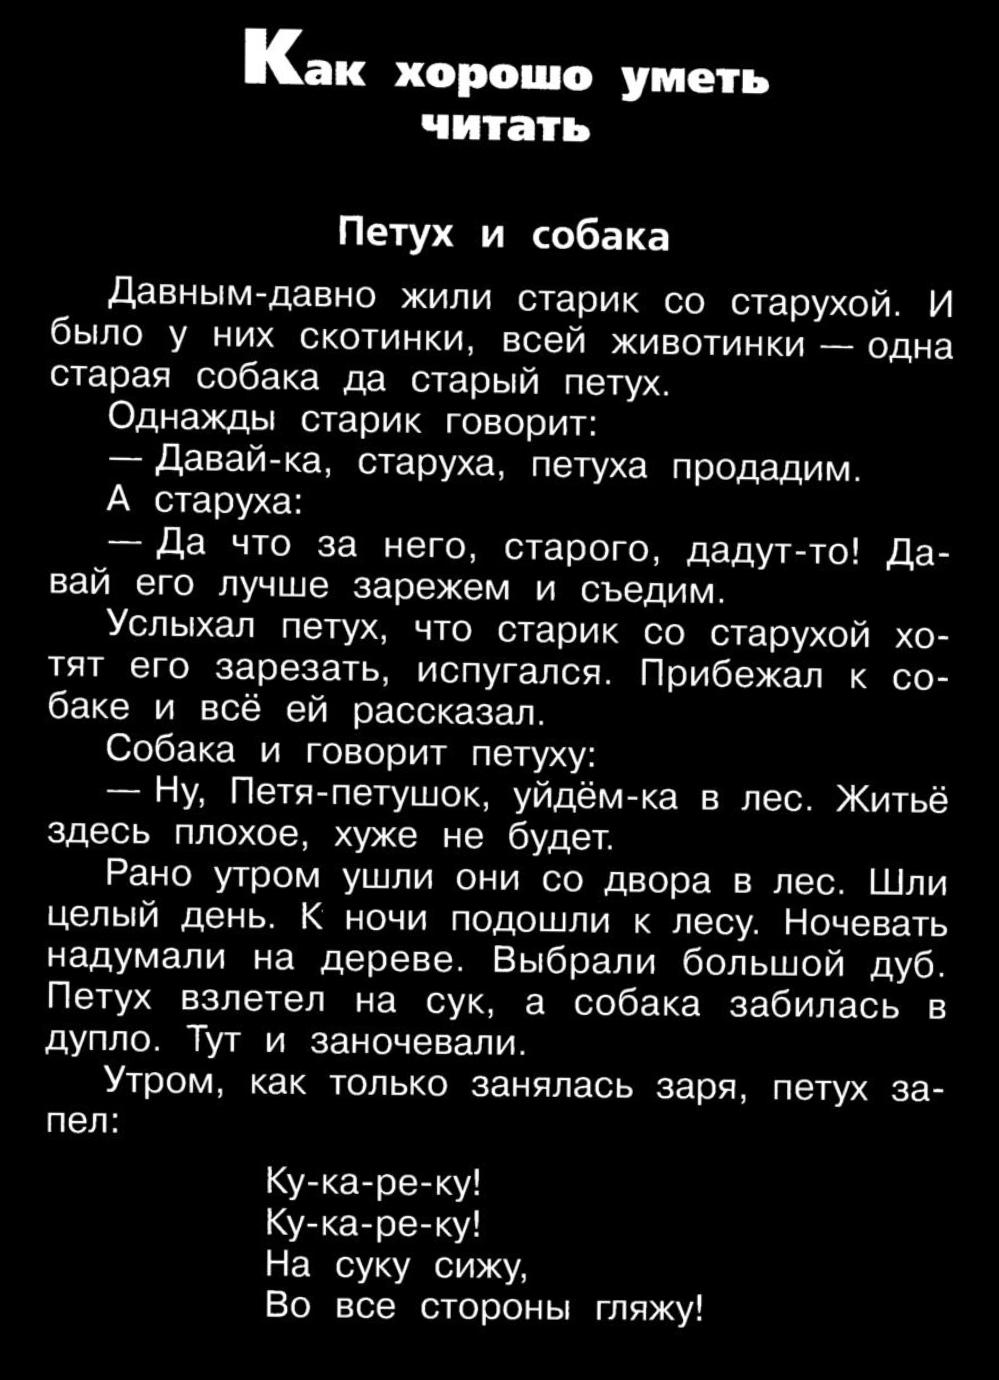 Как хорошо уметь
читать
Петух и собака
Давным-давно жили старик со старухой. И
было у них скотинки, всей животинки — одна
старая собака да старый петух.
Однажды старик говорит:
— Давай-ка, старуха, петуха продадим.
А старуха:
— Да что за него, старого, дадут-то! Да-
вай его лучше зарежем и съедим.
Услыхал петух, что старик со старухой хо-
тят его зарезать, испугался. Прибежал к со-
баке и всё ей рассказал.
Собака и говорит петуху:
— Ну, Петя-петушок, уйдём-ка в лес. Житьё
здесь плохое, хуже не будет.
Рано утром ушли они со двора в лес. Шли
целый день. К ночи подошли к лесу. Ночевать
надумали на дереве. Выбрали большой дуб.
Петух взлетел на сук, а собака забилась в
дупло. Тут и заночевали.
Утром, как только занялась заря, петух за-
пел:
Ку-ка-ре-ку!
Ку-ка-ре-ку!
На суку сижу,
Во все стороны гляжу!